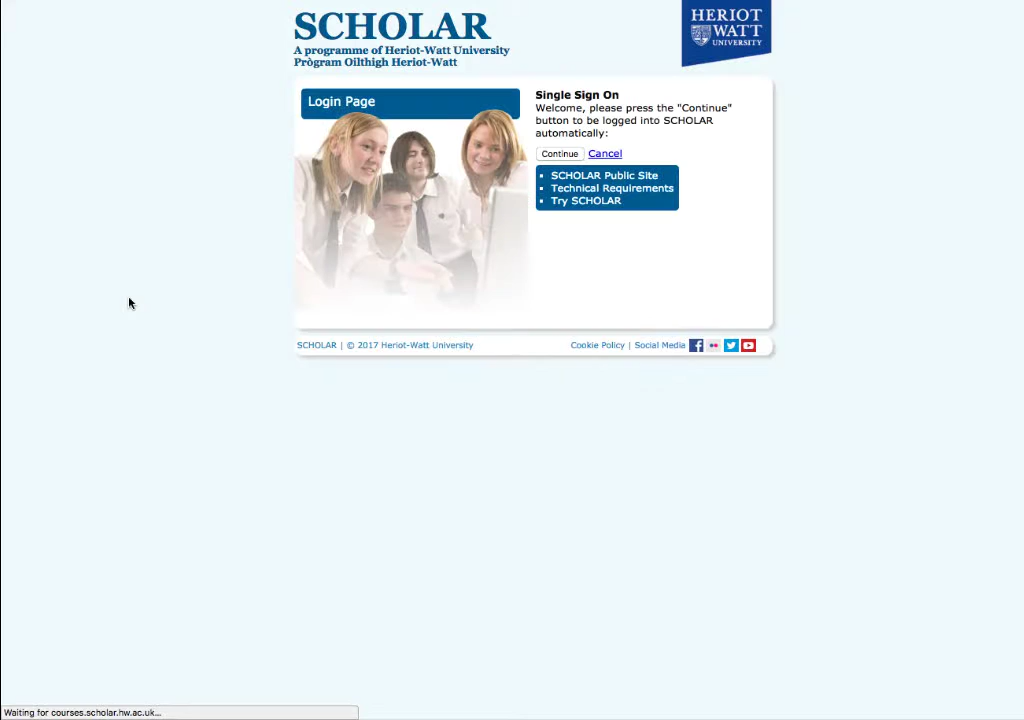 SCHOLAR
A programme of Heriot-Watt University
Prògram Oilthigh Heriot-Watt
HERIOT
WATT
UNIVERSITY
Login Page
Single Sign On
Welcome, please press the "Continue"
button to be logged into SCHOLAR
automatically:
Continue Cancel
SCHOLAR Public Site
Technical Requirements
Try SCHOLAR
SCHOLAR | © 2017 Heriot-Watt University
Cookie Policy | Social Media
Waiting for courses.scholar.hw.ac.uk...